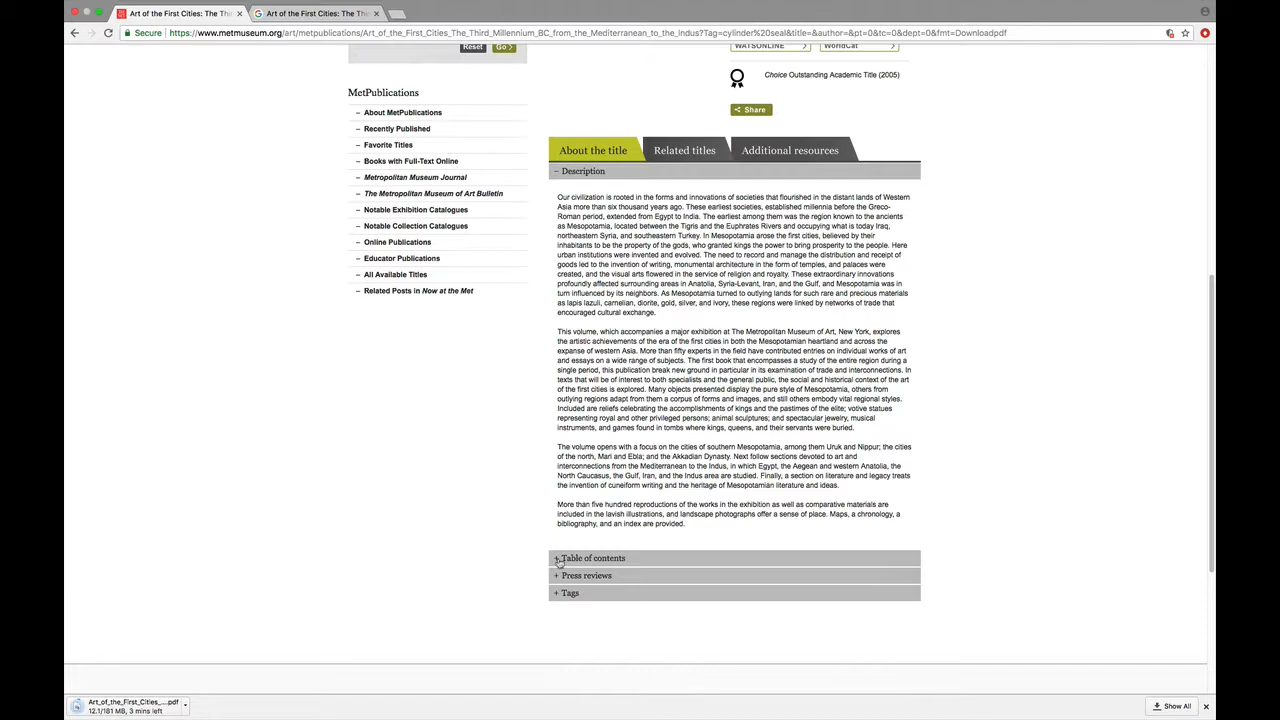 Art of the First Cities: The Thi
Art of the First Cities: The Th
Secure
https://www.metmuseum.org/art/metpublications/Art_of_the_First_Cities_The_Third_Millennium_BC_from_the_Mediterranean_to_the_Indus?Tag=cylinder%20seal&title=&author=&pt=0&tc=0&dept=0&fmt=Downloadpdf
Reset
Go >
WATSONLINE >
WorldCat >
Choice Outstanding Academic Title (2005)
Share
MetPublications
– About MetPublications
– Recently Published
– Favorite Titles
– Books with Full-Text Online
– Metropolitan Museum Journal
– The Metropolitan Museum of Art Bulletin
– Notable Exhibition Catalogues
– Notable Collection Catalogues
– Online Publications
– Educator Publications
– All Available Titles
– Related Posts in Now at the Met
About the title
Related titles
Additional resources
– Description
Our civilization is rooted in the forms and innovations of societies that flourished in the distant lands of Western
Asia more than six thousand years ago. These earliest societies, established millennia before the Greco-
Roman period, extended from Egypt to India. The earliest among them was the region known to the ancients
as Mesopotamia, located between the Tigris and the Euphrates Rivers and occupying what is today Iraq,
northeastern Syria, and southeastern Turkey. In Mesopotamia arose the first cities, believed by their
inhabitants to be the property of the gods, who granted kings the power to bring prosperity to the people. Here
urban institutions were invented and evolved. The need to record and manage the distribution and receipt of
goods led to the invention of writing, monumental architecture in the form of temples, and palaces were
created, and the visual arts flowered in the service of religion and royalty. These extraordinary innovations
profoundly affected surrounding areas in Anatolia, Syria-Levant, Iran, and the Gulf, and Mesopotamia was in
turn influenced by its neighbors. As Mesopotamia turned to outlying lands for such rare and precious materials
as lapis lazuli, carnelian, diorite, gold, silver, and ivory, these regions were linked by networks of trade that
encouraged cultural exchange.
This volume, which accompanies a major exhibition at The Metropolitan Museum of Art, New York, explores
the artistic achievements of the era of the first cities in both the Mesopotamian heartland and across the
expanse of western Asia. More than fifty experts in the field have contributed entries on individual works of art
and essays on a wide range of subjects. The first book that encompasses a study of the entire region during a
single period, this publication break new ground in particular in its examination of trade and interconnections. In
texts that will be of interest to both specialists and the general public, the social and historical context of the art
of the first cities is explored. Many objects presented display the pure style of Mesopotamia, others from
outlying regions adapt from them a corpus of forms and images, and still others embody vital regional styles.
Included are reliefs celebrating the accomplishments of kings and the pastimes of the elite; votive statues
representing royal and other privileged persons; animal sculptures; and spectacular jewelry, musical
instruments, and games found in tombs where kings, queens, and their servants were buried.
The volume opens with a focus on the cities of southern Mesopotamia, among them Uruk and Nippur; the cities
of the north, Mari and Ebla; and the Akkadian Dynasty. Next follow sections devoted to art and
interconnections from the Mediterranean to the Indus, in which Egypt, the Aegean and western Anatolia, the
North Caucasus, the Gulf, Iran, and the Indus area are studied. Finally, a section on literature and legacy treats
the invention of cuneiform writing and the heritage of Mesopotamian literature and ideas.
More than five hundred reproductions of the works in the exhibition as well as comparative materials are
included in the lavish illustrations, and landscape photographs offer a sense of place. Maps, a chronology, a
bibliography, and an index are provided.
+ Table of contents
+ Press reviews
+ Tags
Art_of_the_First_Cities_....pdf
12.1/181 MB, 3 mins left
Show All